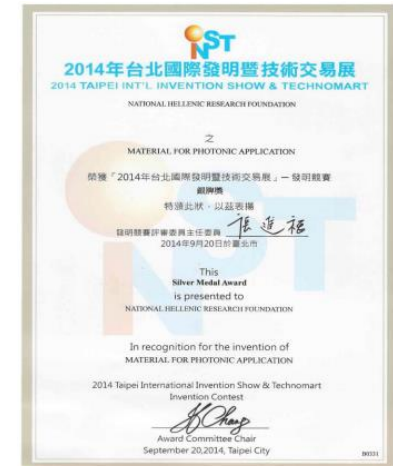 INST
2014年台北國際發明暨技術交易展
2014 TAIPEI INT'L INVENTION SHOW & TECHNOMART
NATIONAL HELLENIC RESEARCH FOUNDATION
之
MATERIAL FOR PHOTONIC APPLICATION
榮獲「2014年台北國際發明暨技術交易展」－發明競賽
銀牌獎
特頒此狀，以茲表揚
發明競賽評審委員主任委員 張進福
2014年9月20日於臺北市
This
Silver Medal Award
is presented to
NATIONAL HELLENIC RESEARCH FOUNDATION
In recognition for the invention of
MATERIAL FOR PHOTONIC APPLICATION
2014 Taipei International Invention Show & Technomart
Invention Contest
Award Committee Chair
September 20,2014, Taipei City
B0331